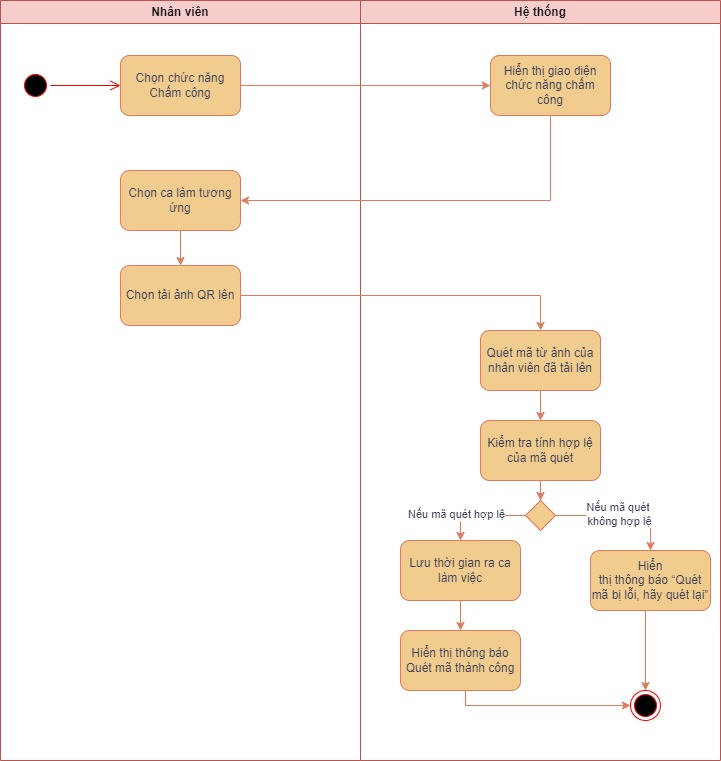 Nhân viên
Hệ thống
Chọn chức năng
Chấm công
Hiển thị giao diện
chức năng chấm
công
Chọn ca làm tương
ứng
Chọn tải ảnh QR lên
Quét mã từ ảnh của
nhân viên đã tải lên
Kiểm tra tính hợp lệ
của mã quét
Nếu mã quét hợp lệ
Nếu mã quét
không hợp lệ
Lưu thời gian ra ca
làm việc
Hiển
thị thông báo “Quét
mã bị lỗi, hãy quét lại”
Hiển thị thông báo
Quét mã thành công